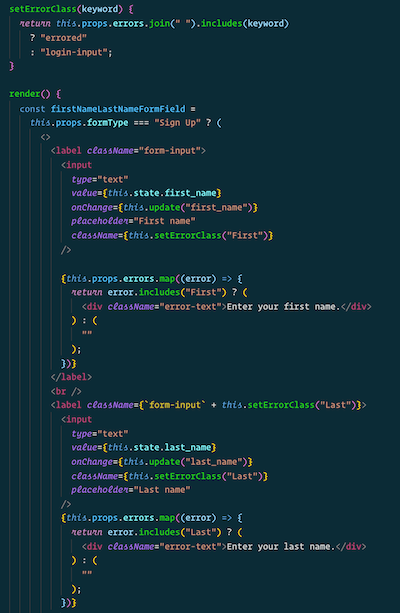 setErrorClass(keyword) {
return this.props.errors.join(" ").includes(keyword)
? "errored"
: "login-input";
}
render() {
const firstNameLastNameFormField =
this.props.formType === "Sign Up" ? (
<>
<label className="form-input">
<input
type="text"
value={this.state.first_name}
onChange={this.update("first_name")}
placeholder="First name"
className={this.setErrorClass("First")}
/>
{this.props.errors.map((error) => {
return error.includes("First") ? (
<div className="error-text">Enter your first name.</div>
) : (
""
);
})}
</label>
<br />
<label className={`form-input` + this.setErrorClass("Last")}>
<input
type="text"
value={this.state.last_name}
onChange={this.update("last_name")}
className={this.setErrorClass("Last")}
placeholder="Last name"
/>
{this.props.errors.map((error) => {
return error.includes("Last") ? (
<div className="error-text">Enter your last name.</div>
) : (
""
);
})}